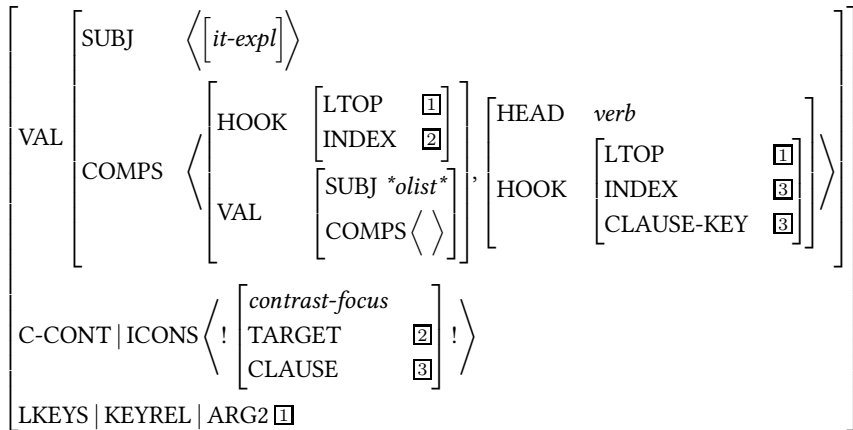 SUBJ ⟨[it-expl]⟩
HOOK [LTOP 1
INDEX 2]
HEAD verb
VAL
COMPS ⟨ ⟩
VAL [SUBJ *olist*
COMPS ⟨ ⟩]
,
HOOK [LTOP 1
INDEX 3
CLAUSE-KEY 3]
C-CONT | ICONS ⟨! [contrast-focus
TARGET 2
CLAUSE 3] !⟩
LKEYS | KEYREL | ARG2 1